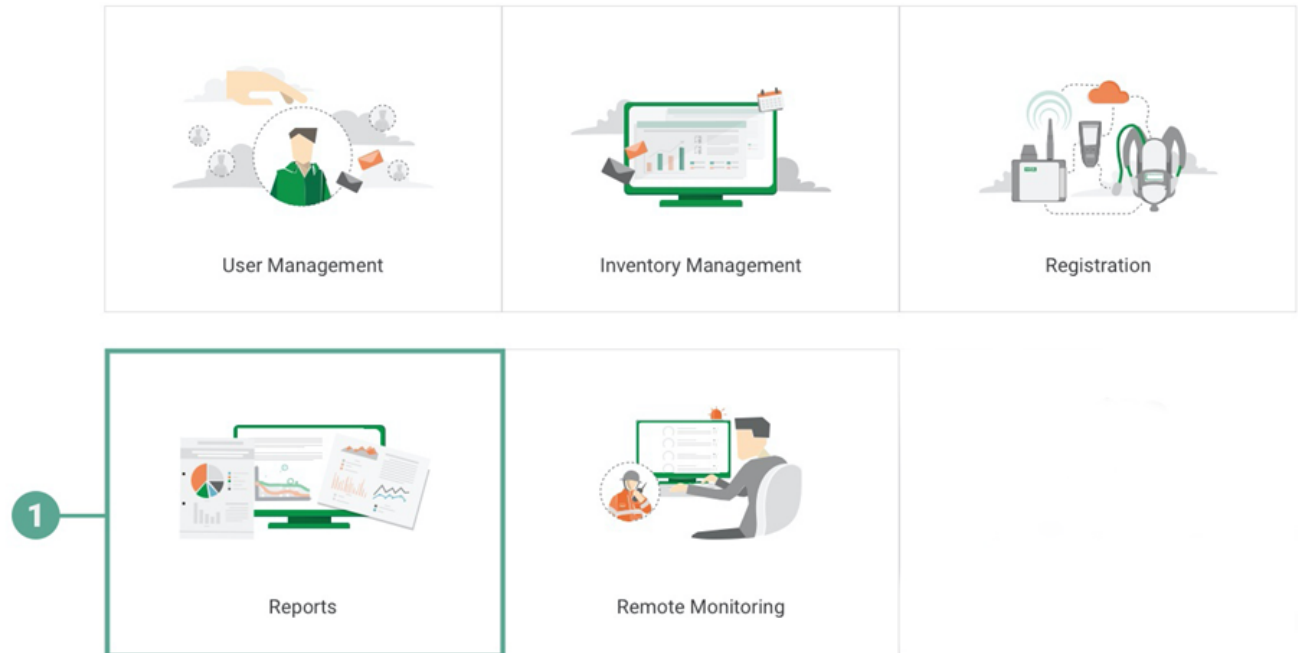 User Management
Inventory Management
Registration
1
Reports
Remote Monitoring